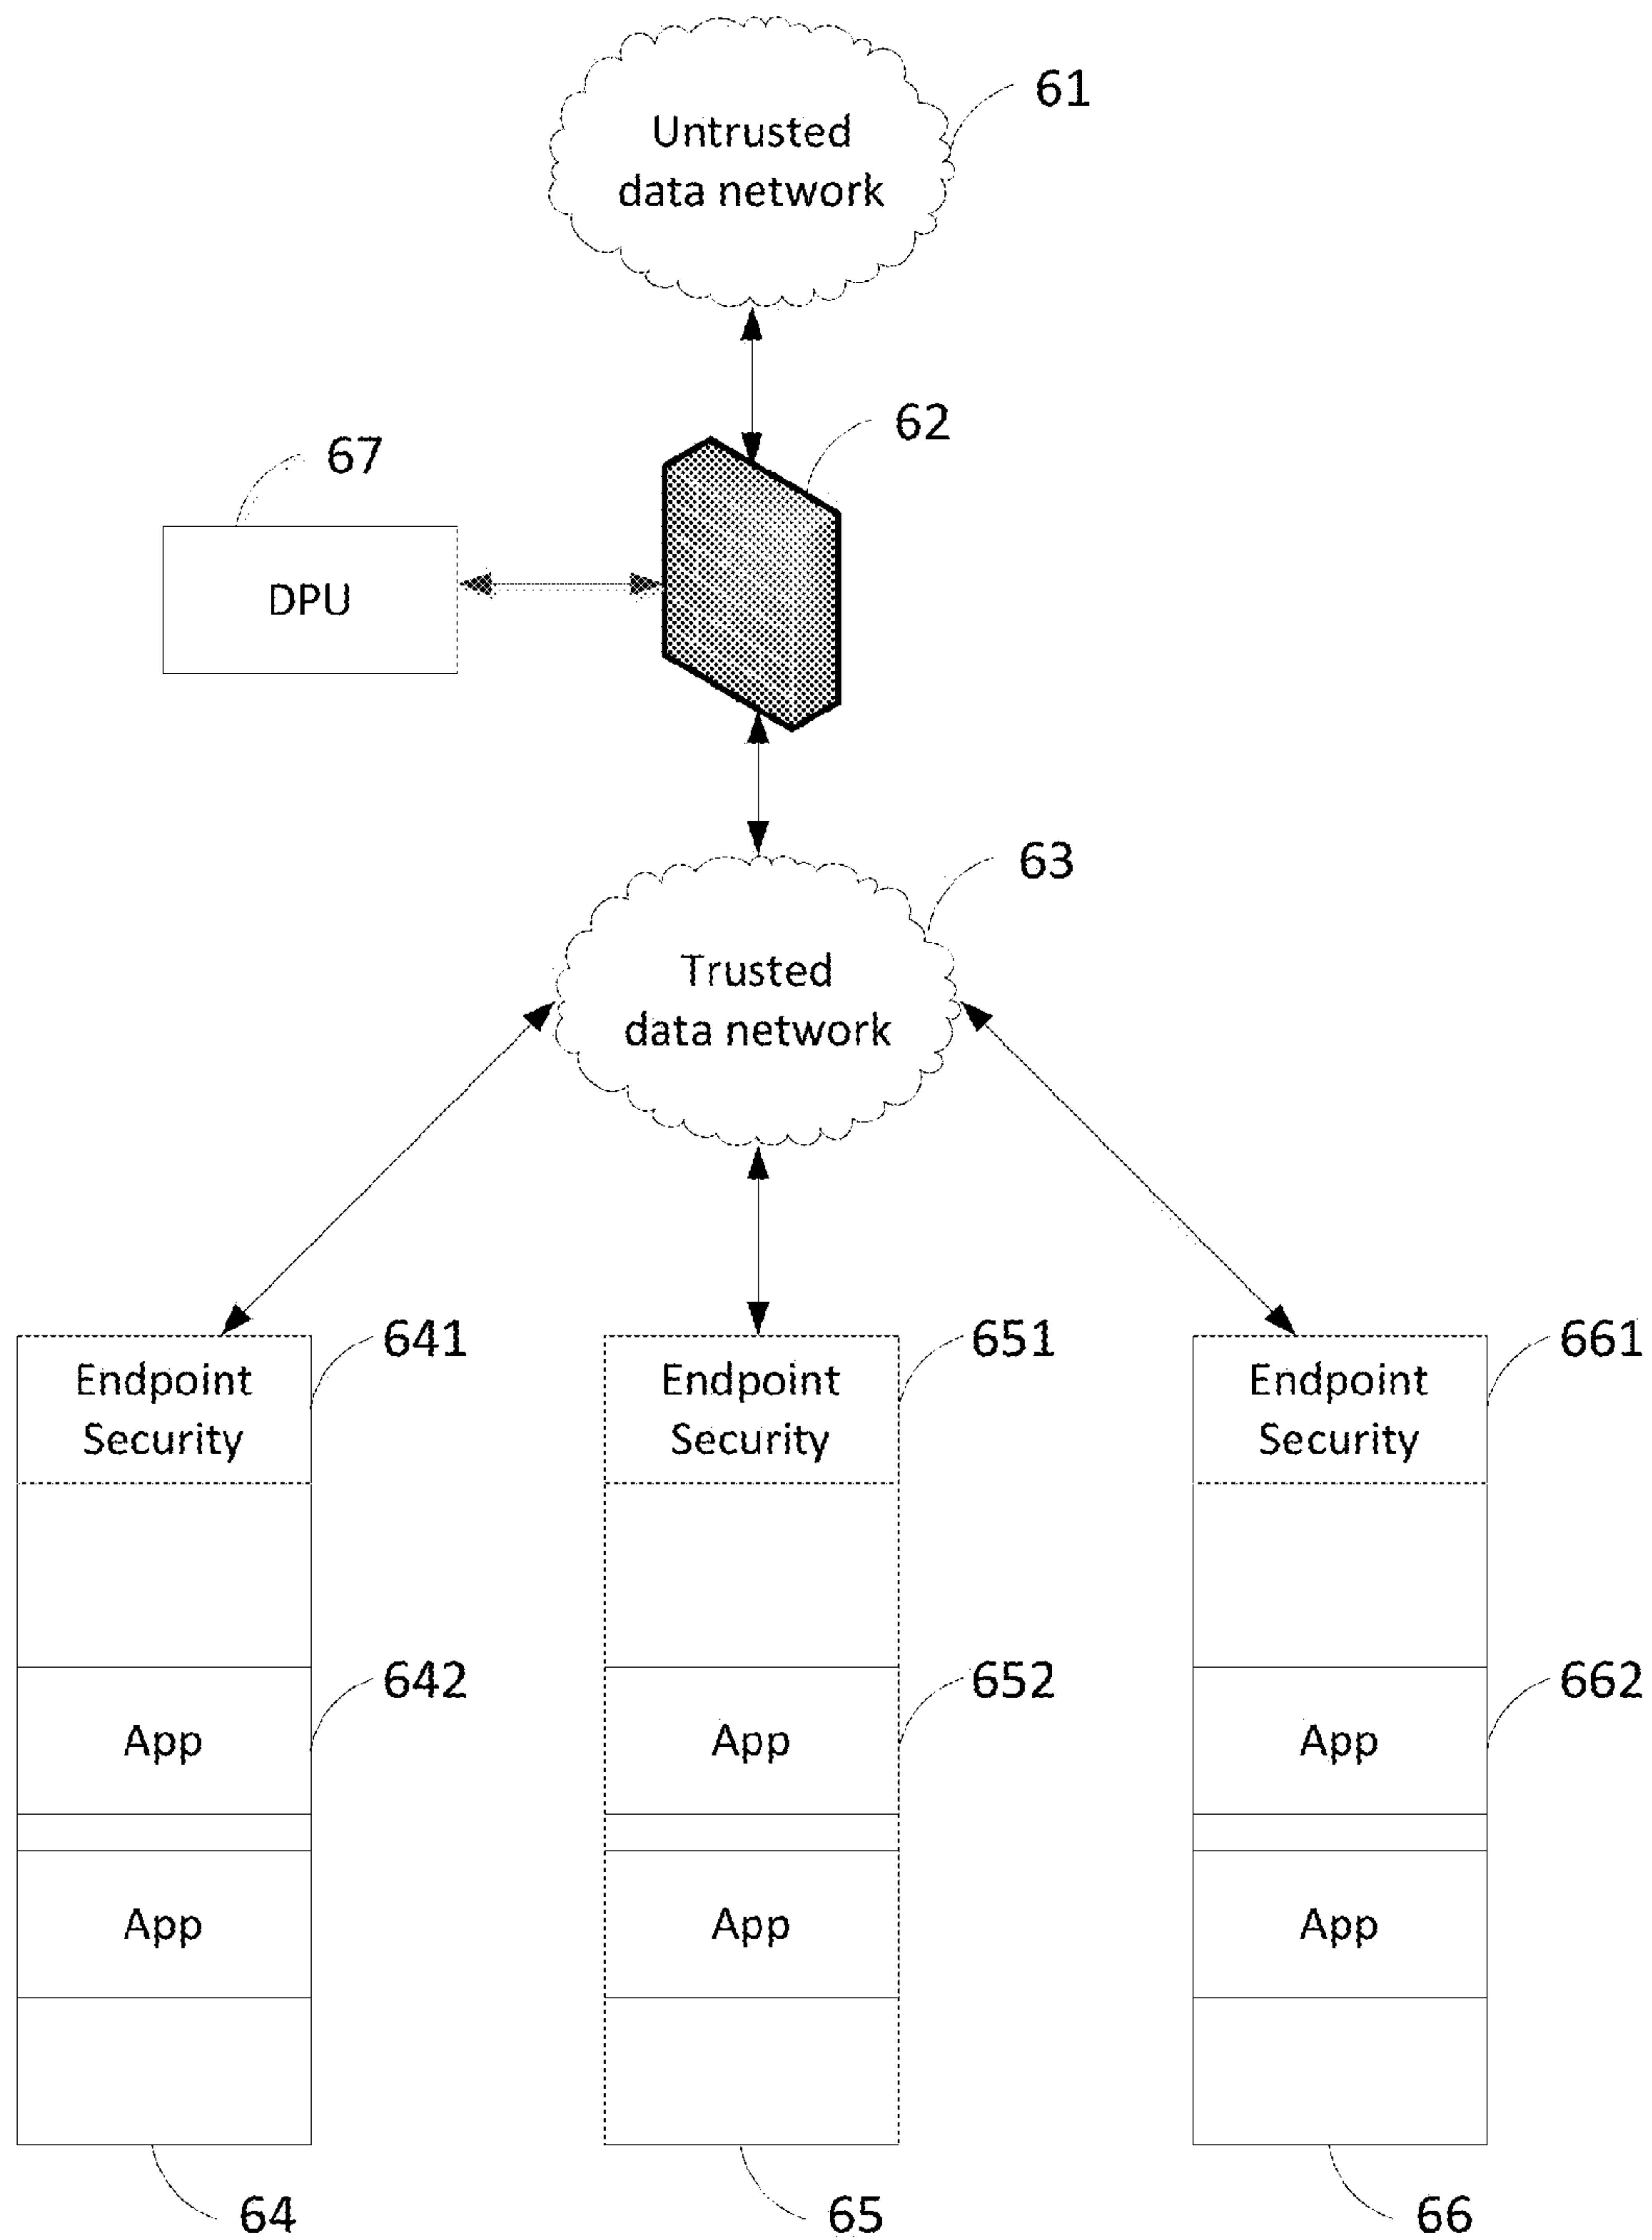 61
Untrusted
data network
62
67
DPU
63
Trusted
data network
641
651
661
Endpoint
Security
Endpoint
Security
Endpoint
Security
642
652
662
App
App
App
App
App
App
64
65
66